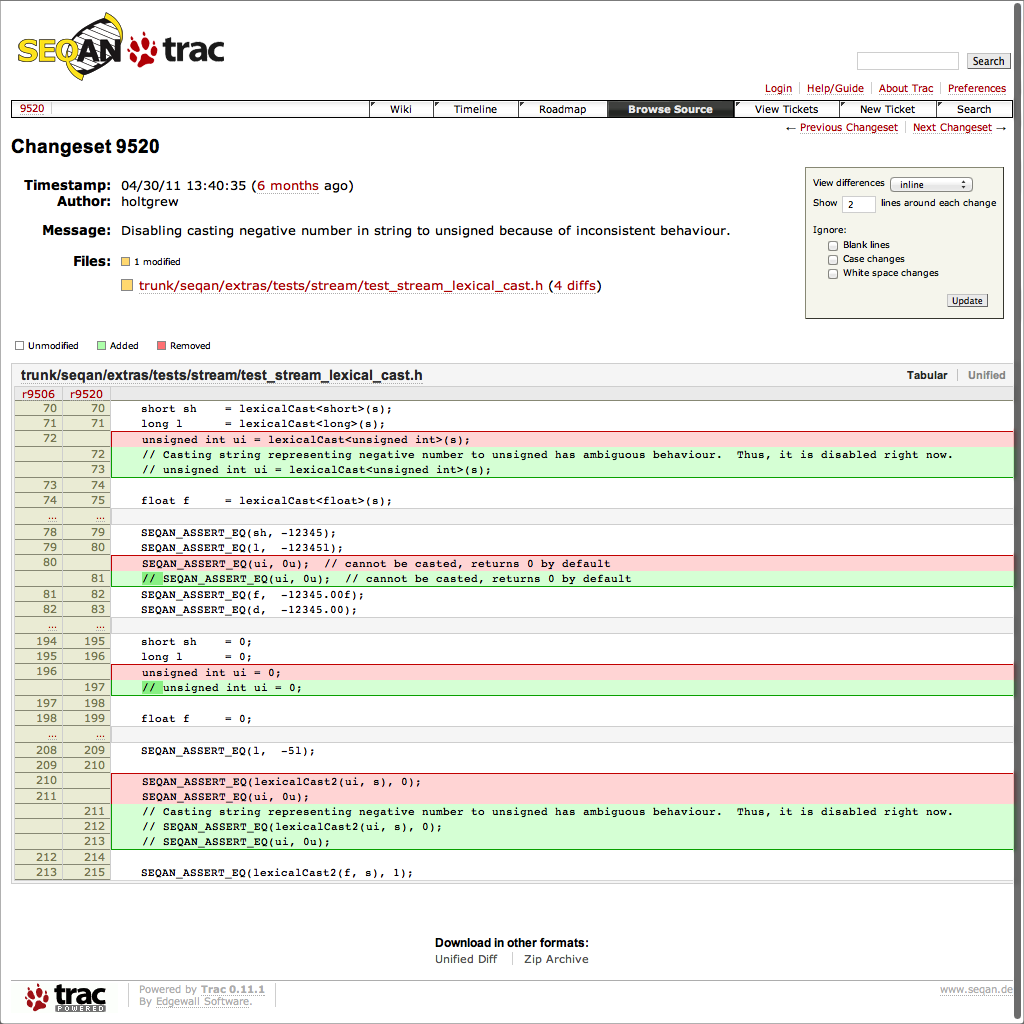 SEQAN trac
Search
Login Help/Guide About Trac Preferences
9520 Wiki Timeline Roadmap Browse Source View Tickets New Ticket Search
← Previous Changeset Next Changeset →
Changeset 9520
Timestamp: 04/30/11 13:40:35 (6 months ago)
Author: holtgrew
Message: Disabling casting negative number in string to unsigned because of inconsistent behaviour.
Files: 1 modified
trunk/seqan/extras/tests/stream/test_stream_lexical_cast.h (4 diffs)
View differences inline
Show 2 lines around each change
Ignore:
Blank lines
Case changes
White space changes
Update
Unmodified Added Removed
trunk/seqan/extras/tests/stream/test_stream_lexical_cast.h Tabular Unified
r9506 r9520
70 70 short sh    = lexicalCast<short>(s);
71 71 long l      = lexicalCast<long>(s);
72 unsigned int ui = lexicalCast<unsigned int>(s);
72 // Casting string representing negative number to unsigned has ambiguous behaviour.  Thus, it is disabled right now.
73 // unsigned int ui = lexicalCast<unsigned int>(s);
73 74
74 75 float f     = lexicalCast<float>(s);
… …
78 79 SEQAN_ASSERT_EQ(sh, -12345);
79 80 SEQAN_ASSERT_EQ(l,  -12345l);
80 SEQAN_ASSERT_EQ(ui, 0u);  // cannot be casted, returns 0 by default
81 // SEQAN_ASSERT_EQ(ui, 0u);  // cannot be casted, returns 0 by default
81 82 SEQAN_ASSERT_EQ(f,  -12345.00f);
82 83 SEQAN_ASSERT_EQ(d,  -12345.00);
… …
194 195 short sh    = 0;
195 196 long l      = 0;
196 unsigned int ui = 0;
197 // unsigned int ui = 0;
197 198
198 199 float f     = 0;
… …
208 209 SEQAN_ASSERT_EQ(l,  -5l);
209 210
210 SEQAN_ASSERT_EQ(lexicalCast2(ui, s), 0);
211 SEQAN_ASSERT_EQ(ui, 0u);
211 // Casting string representing negative number to unsigned has ambiguous behaviour.  Thus, it is disabled right now.
212 // SEQAN_ASSERT_EQ(lexicalCast2(ui, s), 0);
213 // SEQAN_ASSERT_EQ(ui, 0u);
212 214
213 215 SEQAN_ASSERT_EQ(lexicalCast2(f, s), 1);
Download in other formats:
Unified Diff Zip Archive
trac POWERED
Powered by Trac 0.11.1
By Edgewall Software.
www.seqan.de